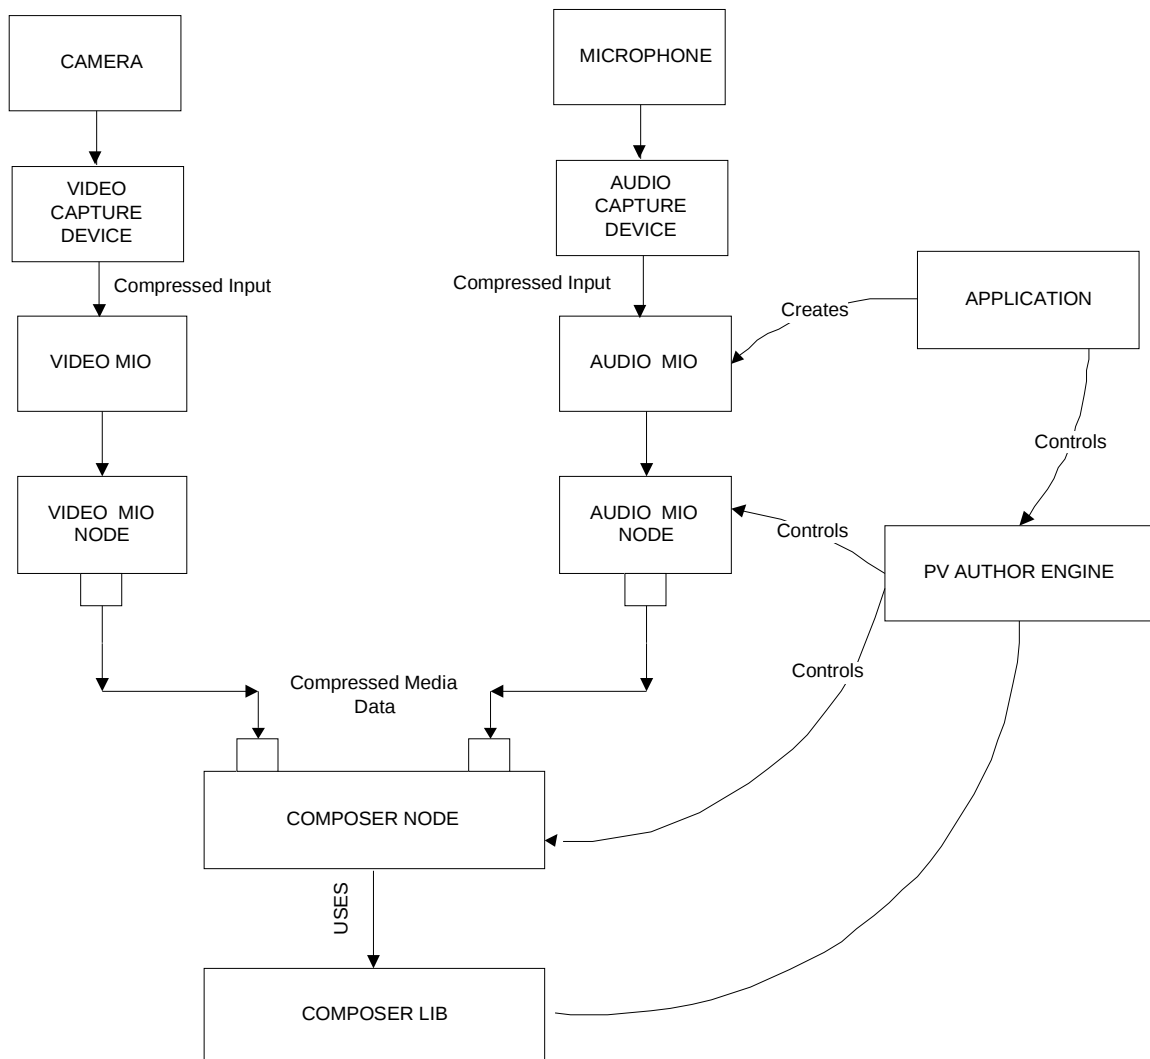 CAMERA
MICROPHONE
VIDEO
CAPTURE
DEVICE
AUDIO
CAPTURE
DEVICE
Compressed Input
Compressed Input
APPLICATION
Creates
VIDEO MIO
AUDIO MIO
Controls
VIDEO MIO
NODE
AUDIO MIO
NODE
Controls
PV AUTHOR ENGINE
Controls
Compressed Media
Data
COMPOSER NODE
USES
COMPOSER LIB